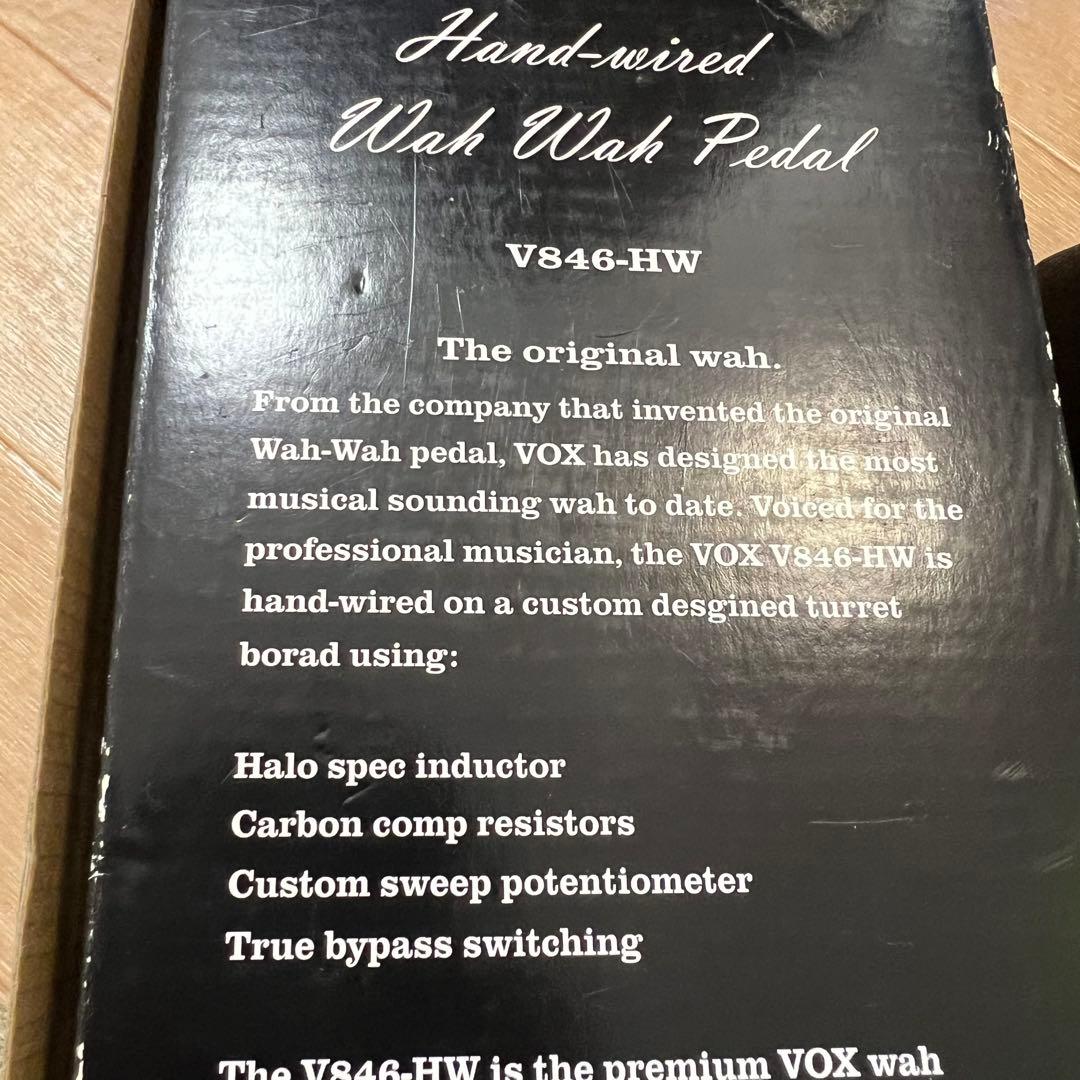 Hand-wired
Wah Wah Pedal
V846-HW
The original wah.
From the company that invented the original
Wah-Wah pedal, VOX has designed the most
musical sounding wah to date. Voiced for the
professional musician, the VOX V846-HW is
hand-wired on a custom desgined turret
borad using:
Halo spec inductor
Carbon comp resistors
Custom sweep potentiometer
True bypass switching
The V846-HW is the premium VOX wah